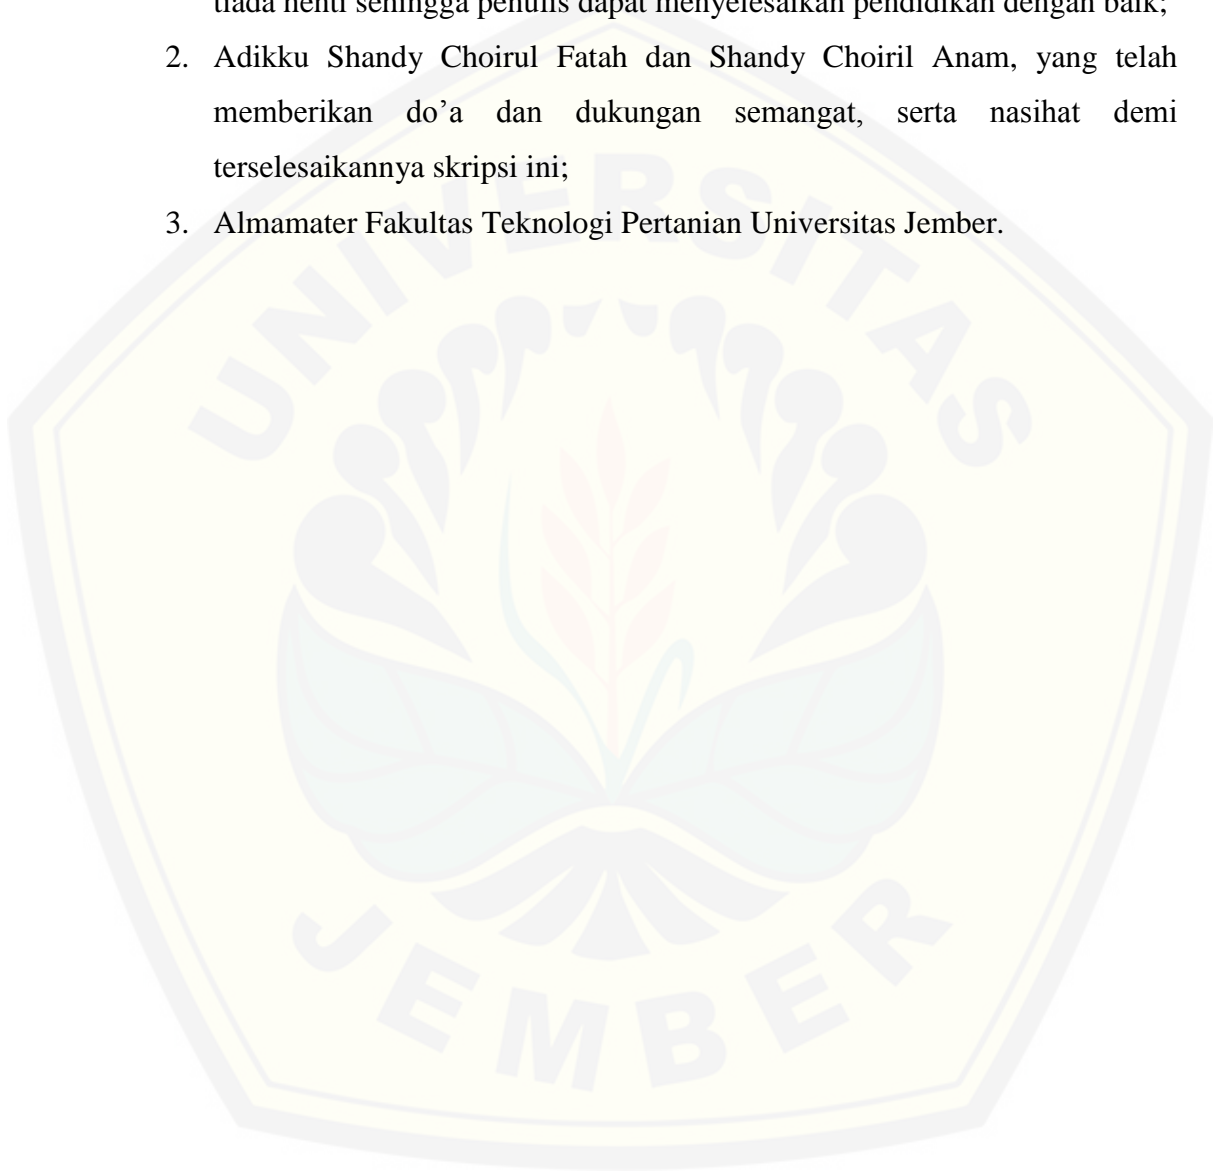 tiada henti sehingga penulis dapat menyelesaikan pendidikan dengan baik;
2. Adikku Shandy Choirul Fatah dan Shandy Choiril Anam, yang telah
memberikan do’a dan dukungan semangat, serta nasihat demi
terselesaikannya skripsi ini;
3. Almamater Fakultas Teknologi Pertanian Universitas Jember.
UNIVERSITAS
JEMBER